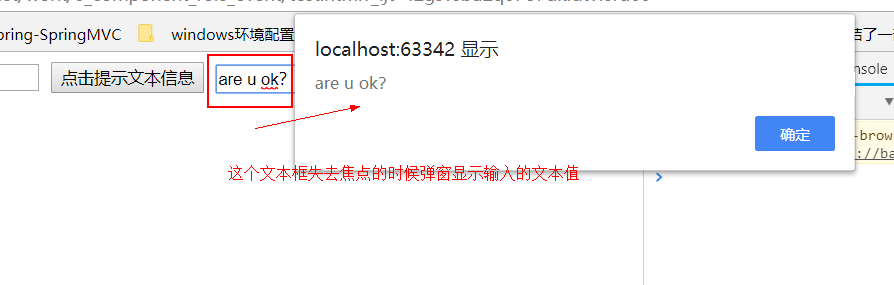 localhost:63342 显示
pring-SpringMVC
windows环境配置
结了一
点击提示文本信息
are u ok?
are u ok?
nsole
确定
-brow
://ba
这个文本框失去焦点的时候弹窗显示输入的文本值